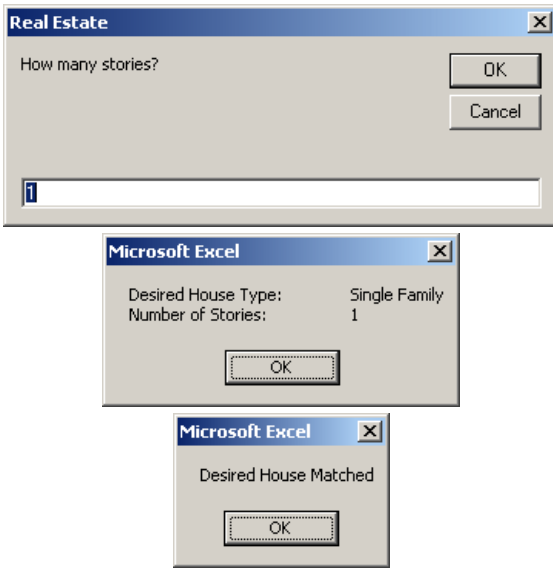 Real Estate
How many stories?
OK
Cancel
1
Microsoft Excel
Desired House Type: Single Family
Number of Stories: 1
OK
Microsoft Excel
Desired House Matched
OK